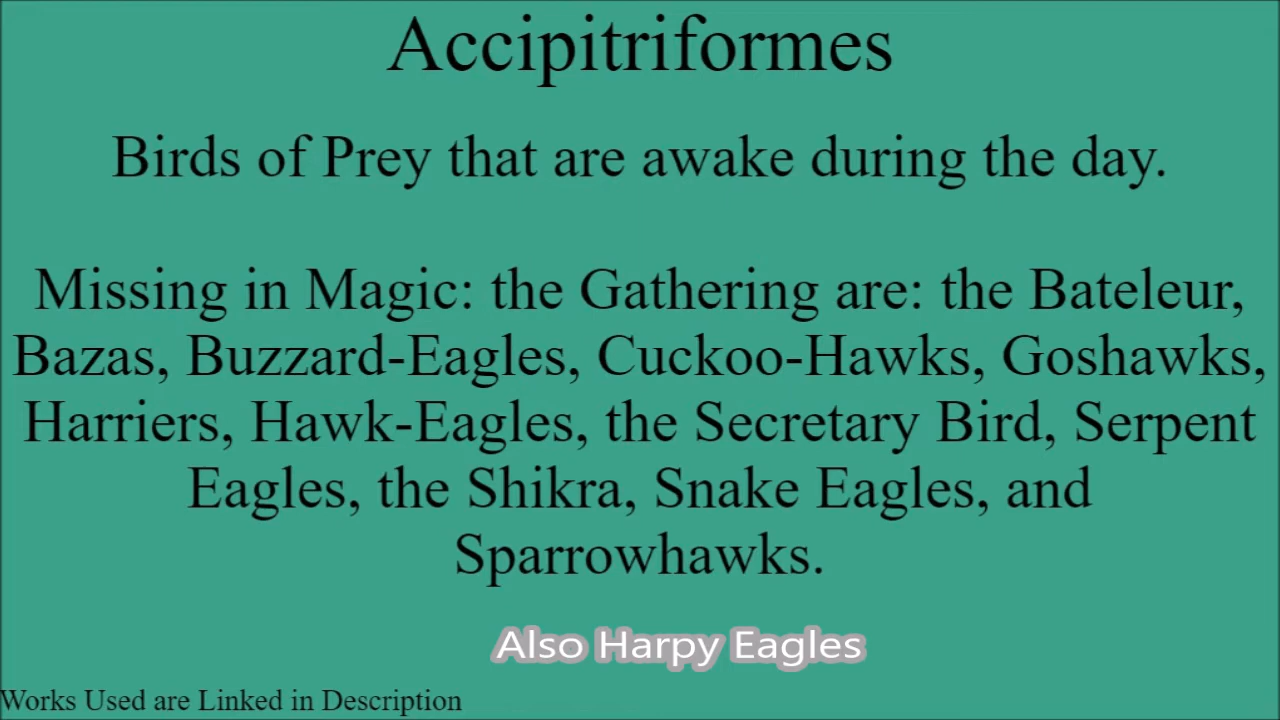 Accipitriformes
Birds of Prey that are awake during the day.
Missing in Magic: the Gathering are: the Bateleur,
Bazas, Buzzard-Eagles, Cuckoo-Hawks, Goshawks,
Harriers, Hawk-Eagles, the Secretary Bird, Serpent
Eagles, the Shikra, Snake Eagles, and
Sparrowhawks.
Also Harpy Eagles
Works Used are Linked in Description